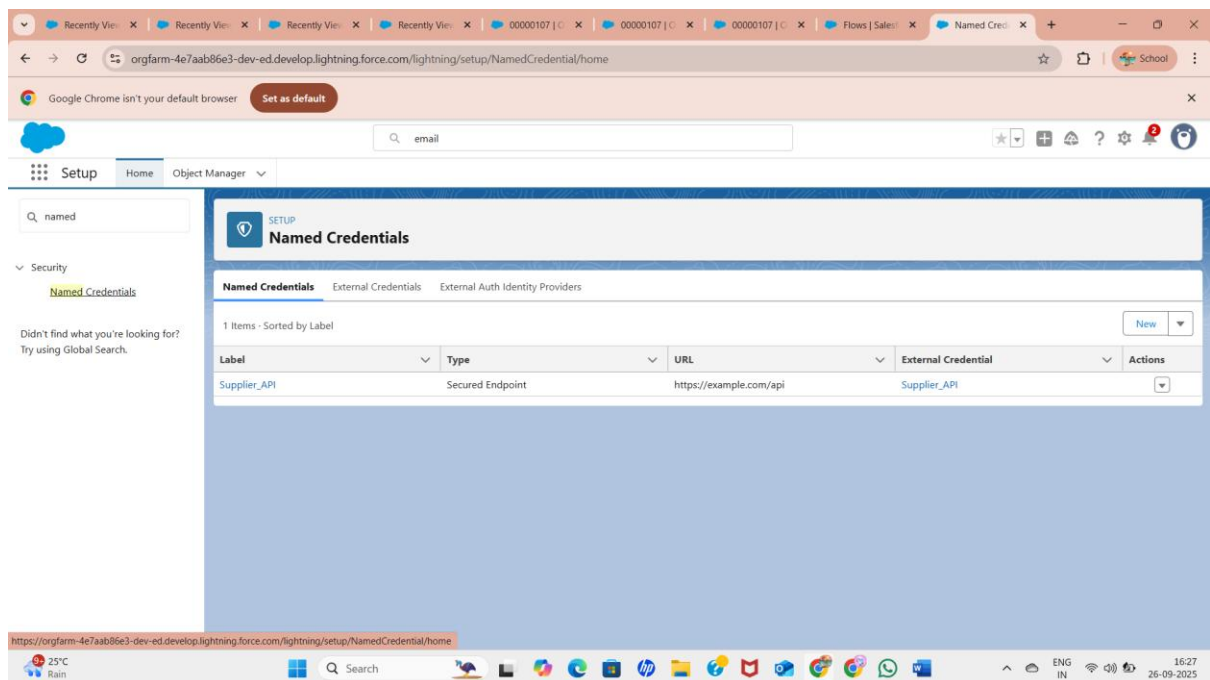 Recently View
Recently View
Recently View
Recently View
00000107 | C
00000107 | C
00000107 | C
Flows | Sales
Named Cred
orgfarm-4e7aab86e3-dev-ed.develop.lightning.force.com/lightning/setup/NamedCredential/home
School
Google Chrome isn't your default browser
Set as default
email
2
Setup
Home
Object Manager
named
SETUP
Named Credentials
Security
Named Credentials
Didn't find what you're looking for?
Try using Global Search.
Named Credentials External Credentials External Auth Identity Providers
1 Items · Sorted by Label
New
Label Type URL External Credential Actions
Supplier_API Secured Endpoint https://example.com/api Supplier_API
https://orgfarm-4e7aab86e3-dev-ed.develop.lightning.force.com/lightning/setup/NamedCredential/home
9+
25°C
Rain
Search
ENG
IN
16:27
26-09-2025